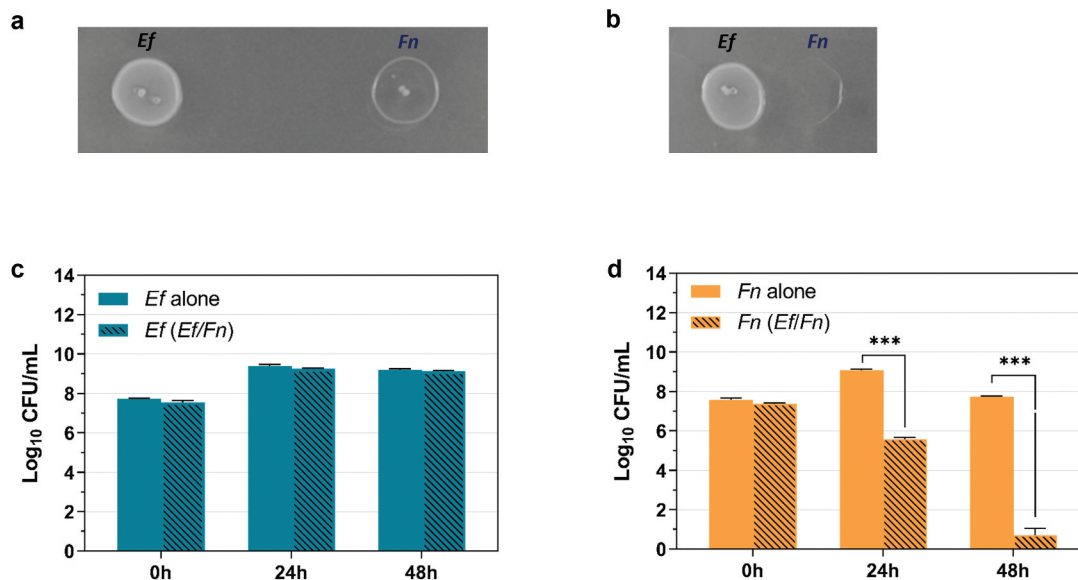 a
Ef
Fn
b
Ef
Fn
c
Log10 CFU/mL
14
12
10
8
6
4
2
0
Ef alone
Ef (Ef/Fn)
0h
24h
48h
d
Log10 CFU/mL
14
12
10
8
6
4
2
0
Fn alone
Fn (Ef/Fn)
***
***
0h
24h
48h